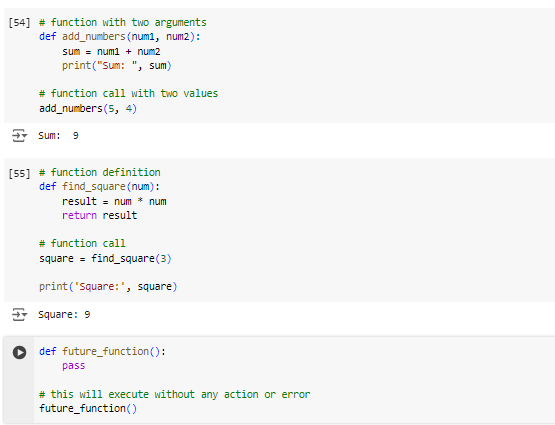 [54] # function with two arguments
def add_numbers(num1, num2):
    sum = num1 + num2
    print("Sum: ", sum)

# function call with two values
add_numbers(5, 4)

Sum:  9

[55] # function definition
def find_square(num):
    result = num * num
    return result

# function call
square = find_square(3)

print('Square:', square)

Square: 9

def future_function():
    pass

# this will execute without any action or error
future_function()